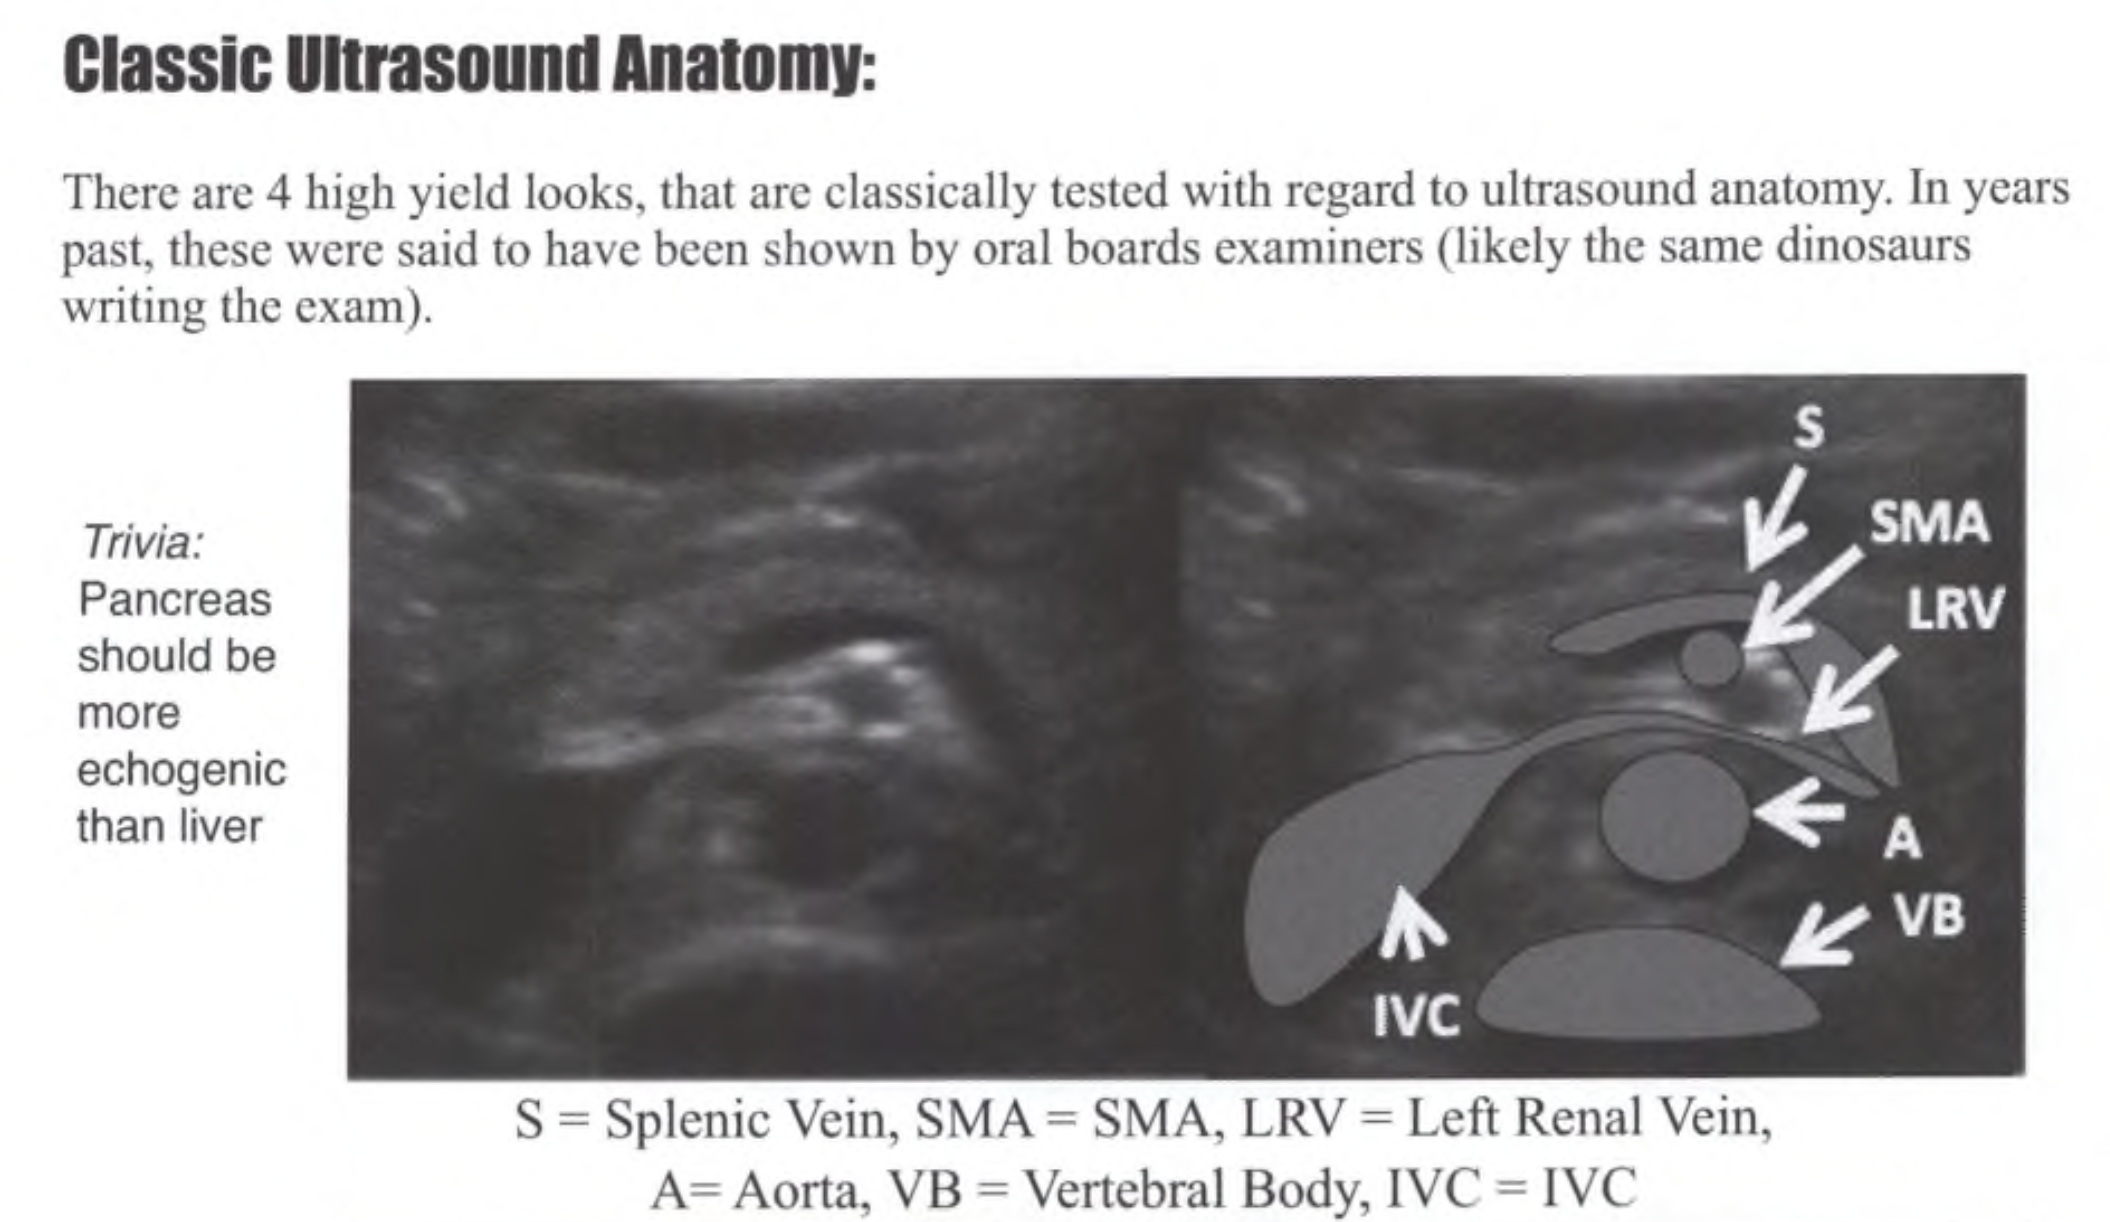 Classic Ultrasound Anatomy:
There are 4 high yield looks, that are classically tested with regard to ultrasound anatomy. In years
past, these were said to have been shown by oral boards examiners (likely the same dinosaurs
writing the exam).
Trivia:
Pancreas
should be
more
echogenic
than liver
S
SMA
LRV
A
VB
IVC
S = Splenic Vein, SMA = SMA, LRV = Left Renal Vein,
A= Aorta, VB = Vertebral Body, IVC = IVC